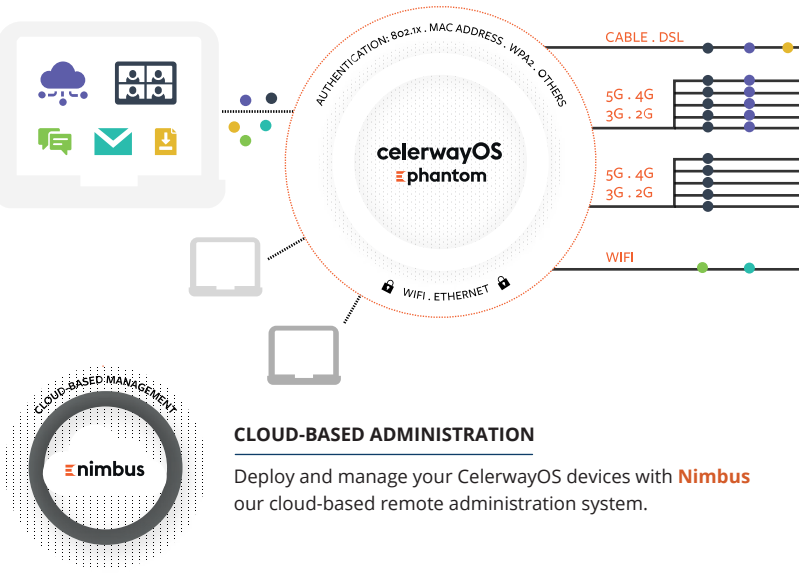 AUTHENTICATION: 802.1x . MAC ADDRESS . WPA2 . OTHERS
CABLE . DSL
5G . 4G
3G . 2G
celerwayOS
phantom
5G . 4G
3G . 2G
WIFI
WIFI . ETHERNET
CLOUD-BASED MANAGEMENT
nimbus
CLOUD-BASED ADMINISTRATION
Deploy and manage your CelerwayOS devices with Nimbus
our cloud-based remote administration system.